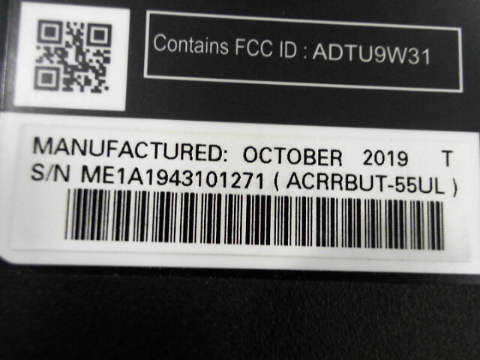 Contains FCC ID : ADTU9W31
MANUFACTURED: OCTOBER 2019 T
S/N ME1A1943101271 ( ACRRBUT-55UL )